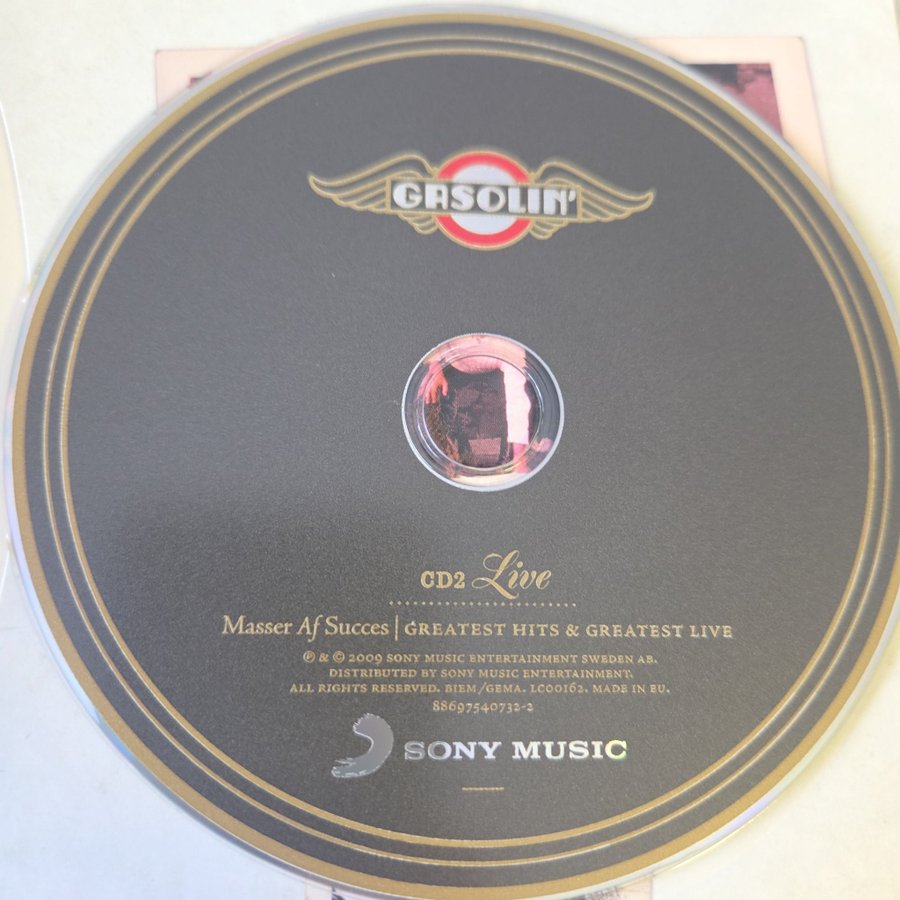 GASOLIN'
CD2 Live
Masser Af Succes | GREATEST HITS & GREATEST LIVE
℗ & © 2009 SONY MUSIC ENTERTAINMENT SWEDEN AB.
DISTRIBUTED BY SONY MUSIC ENTERTAINMENT.
ALL RIGHTS RESERVED. BIEM/GEMA. LC00162. MADE IN EU.
88697540732-2
SONY MUSIC